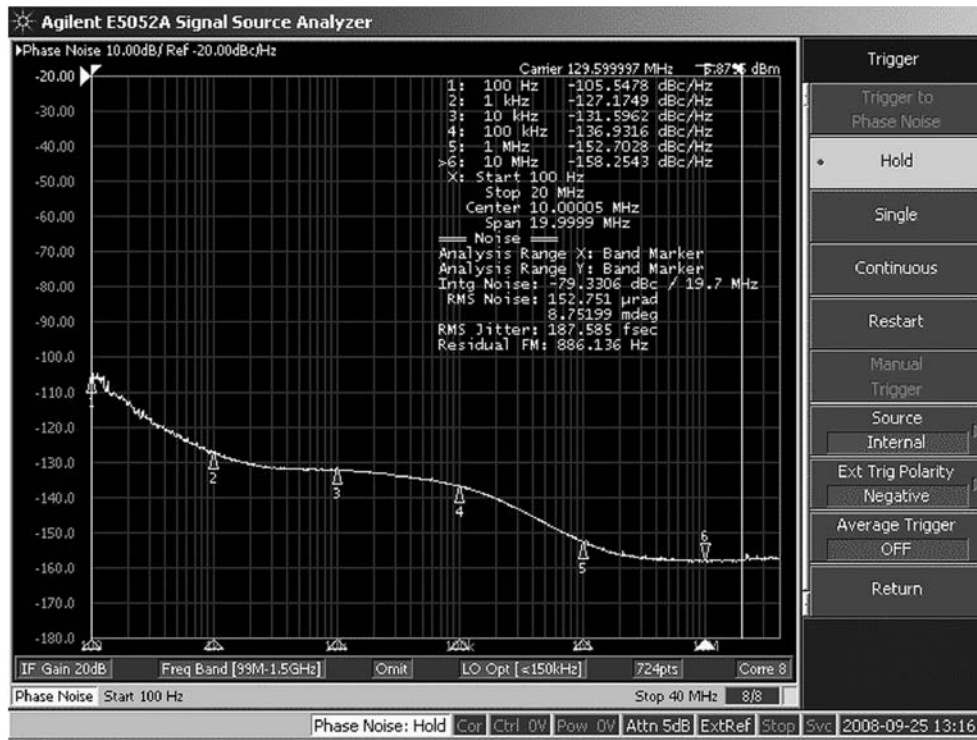 Agilent E5052A Signal Source Analyzer
Phase Noise 10.00dB/ Ref -20.00dBc/Hz
Carrier 129.599997 MHz dBm
1: 100 Hz -105.5478 dBc/Hz
2: 1 kHz -127.1749 dBc/Hz
3: 10 kHz -131.5962 dBc/Hz
4: 100 kHz -136.9316 dBc/Hz
5: 1 MHz -152.7028 dBc/Hz
>6: 10 MHz -158.2543 dBc/Hz
X: Start 100 Hz
Stop 20 MHz
Center 10.00005 MHz
Span 19.9999 MHz
Noise
Analysis Range X: Band Marker
Analysis Range Y: Band Marker
Intg Noise: -79.3306 dBc / 19.7 MHz
RMS Noise: 152.751 µrad
8.75199 mdeg
RMS Jitter: 187.585 fsec
Residual FM: 886.136 Hz
-20.00
-30.00
-40.00
-50.00
-60.00
-70.00
-80.00
-90.00
-100.0
-110.0
-120.0
-130.0
-140.0
-150.0
-160.0
-170.0
-180.0
1
2
3
4
5
6
IF Gain 20dB
Freq Band [99M-1.5GHz]
Omit
LO Opt [≤150kHz]
724pts
Corre 8
Phase Noise Start 100 Hz
Stop 40 MHz
8/8
Phase Noise: Hold
Cor
Ctrl 0V
Pow 0V
Attn 5dB
ExtRef
Stop
Svc
2008-09-25 13:16
Trigger
Trigger to
Phase Noise
Hold
Single
Continuous
Restart
Manual
Trigger
Source
Internal
Ext Trig Polarity
Negative
Average Trigger
OFF
Return